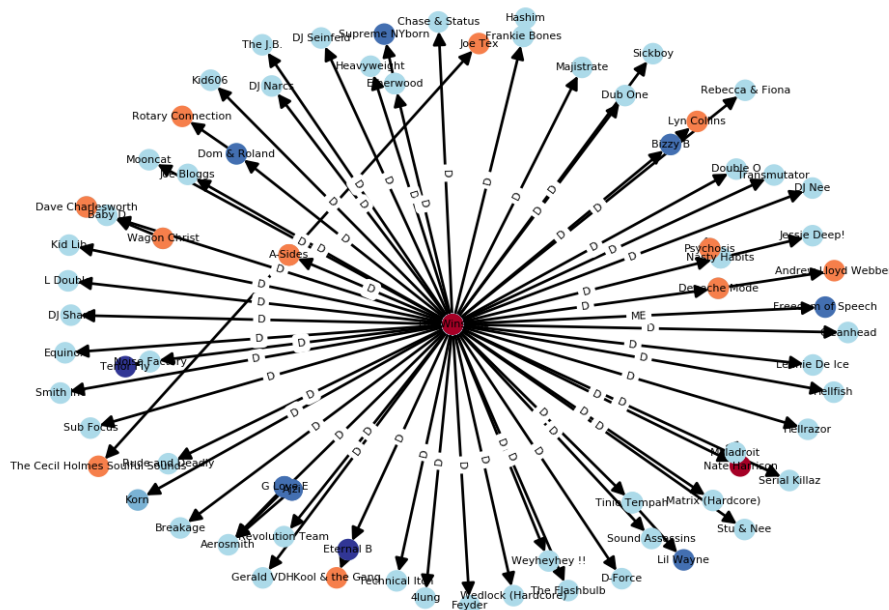 Hashim
Chase & Status
Supreme NYborn
Frankie Bones
DJ Seinfeld
Joe Tex
The J.B.
Sickboy
Heavyweight
Majistrate
Kid606
DJ Narcs
Rebecca & Fiona
Dub One
Rotary Connection
Lyn Collins
Bizzy B
Dom & Roland
Mooncat
Joe Bloggs
Double O
Transmutator
DJ Nee
Dave Charlesworth
Baby D
Wagon Christ
Jessie Deep!
Kid Lib
Psychosis
A-Sides
Nasty Habits
Andrew Lloyd Webbe
L Double
Depeche Mode
Freedom of Speech
DJ Sha
ME
Equinox
Noise Factory
Lennie De Ice
Tenor Fly
Smith
Hellfish
Sub Focus
Hellrazor
Meladroit
The Cecil Holmes Soulful Sounds
Rude and Deadly
Nate Harrison
Serial Killaz
G Love E
Korn
Tinie Tempah
Matrix (Hardcore)
Breakage
Stu & Nee
Aerosmith
Revolution Team
Sound Assassins
Eternal B
Weyheyhey !!
Lil Wayne
Gerald VDH
Kool & the Gang
Technical Itch
D-Force
The Flashbulb
4lung
Wedlock (Hardcore)
Feyder